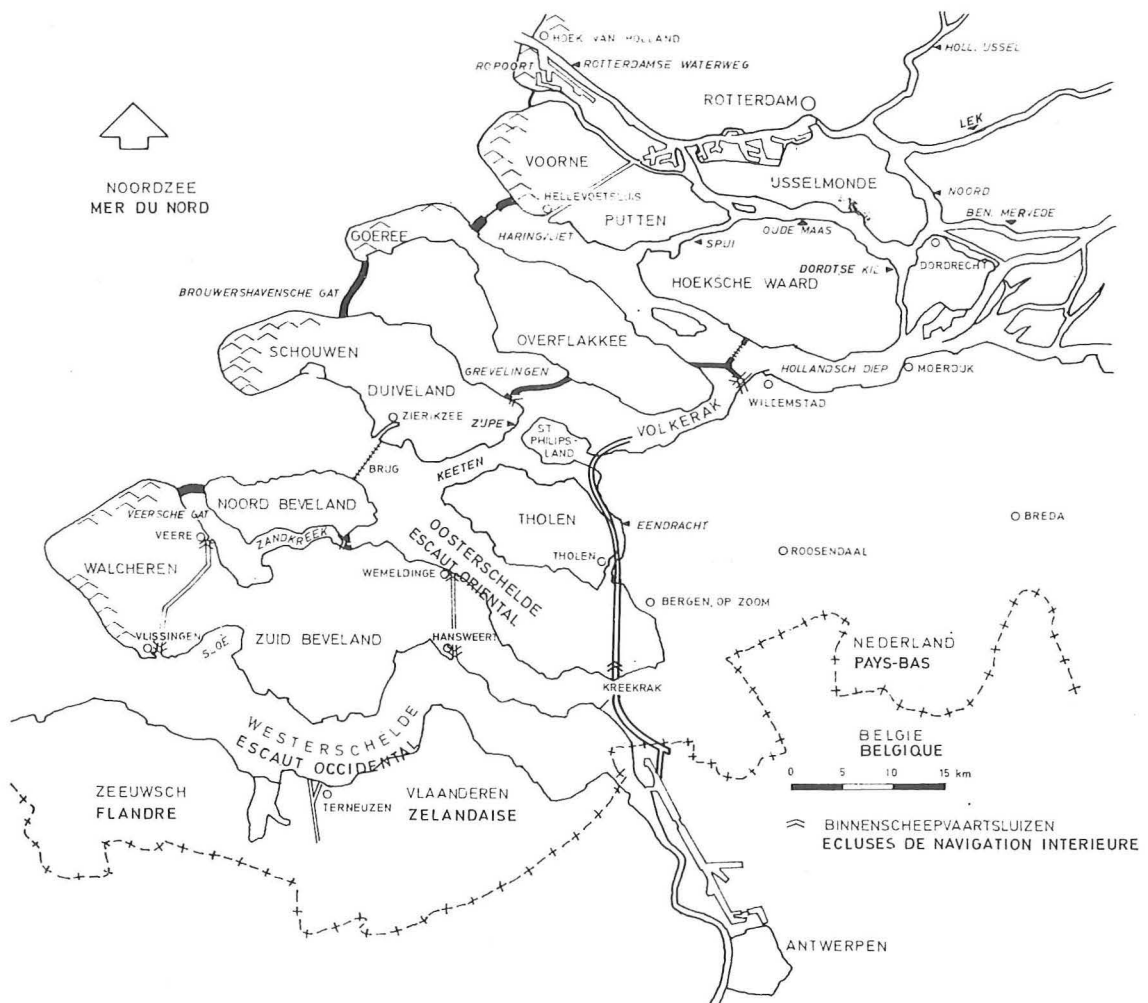 HOEK VAN HOLLAND
HOLL. IJSSEL
ROPOORT
ROTTERDAMSE WATERWEG
ROTTERDAM
LEK
NOORDZEE
MER DU NORD
VOORNE
IJSSELMONDE
NOORD
HELLEVOETSLUIS
PUTTEN
BEN. MERVEDE
GOEREE
HARINGVLIET
SPUI
OUDE MAAS
DORDTSE KIL
DORDRECHT
HOEKSCHE WAARD
BROUWERSHAVENSCHE GAT
OVERFLAKKEE
SCHOUWEN
GREVELINGEN
HOLLANDSCH DIEP
MOERDIJK
DUIVELAND
WILLEMSTAD
ZIERIKZEE
ZIJPE
VOLKERAK
ST
PHILIPS-
LAND
BRUG
KEETEN
NOORD BEVELAND
THOLEN
VEERSCHE GAT
EENDRACHT
BREDA
VEERE
ZANDKREEK
OOSTERSCHELDE
ESCAUT ORIENTAL
THOLEN
ROOSENDAAL
WALCHEREN
WEMELDINGE
BERGEN, OP ZOOM
VLISSINGEN
SLOE
ZUID BEVELAND
HANSWEERT
NEDERLAND
PAYS-BAS
KREEKRAK
WESTERSCHELDE
ESCAUT OCCIDENTAL
BELGIE
BELGIQUE
0 5 10 15 km
ZEEUWSCH
FLANDRE
TERNEUZEN
VLAANDEREN
ZELANDAISE
BINNENSCHEEPVAARTSLUIZEN
ECLUSES DE NAVIGATION INTERIEURE
ANTWERPEN